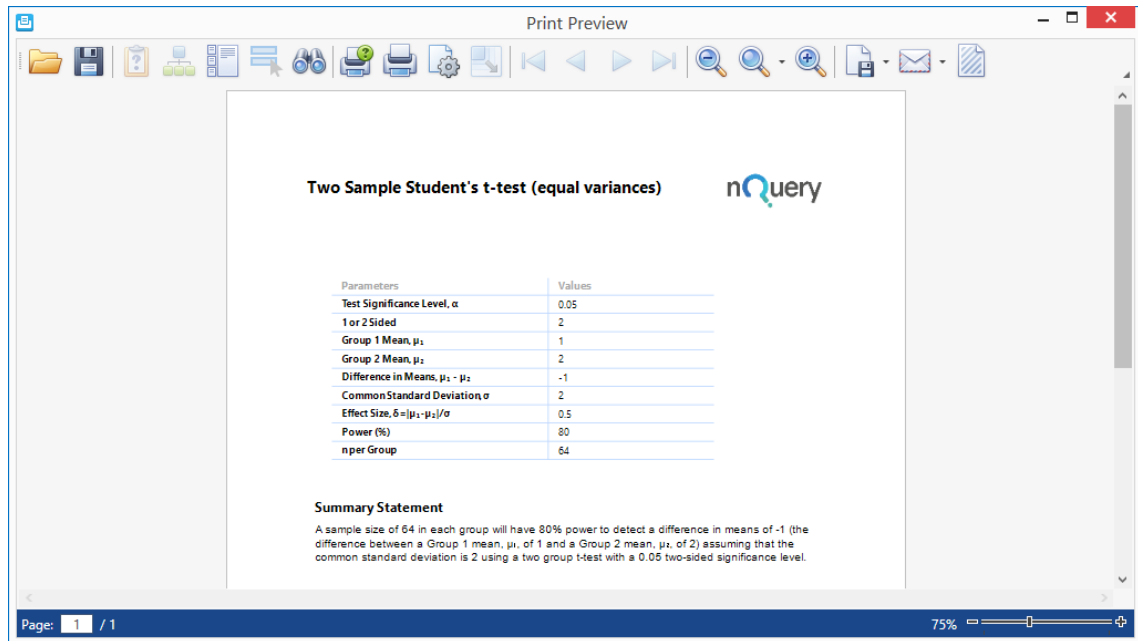 Print Preview
Two Sample Student's t-test (equal variances)
nQuery
Parameters Values
Test Significance Level, α 0.05
1 or 2 Sided 2
Group 1 Mean, μ₁ 1
Group 2 Mean, μ₂ 2
Difference in Means, μ₁ - μ₂ -1
Common Standard Deviation, σ 2
Effect Size, δ=|μ₁-μ₂|/σ 0.5
Power (%) 80
n per Group 64
Summary Statement
A sample size of 64 in each group will have 80% power to detect a difference in means of -1 (the
difference between a Group 1 mean, μ₁, of 1 and a Group 2 mean, μ₂, of 2) assuming that the
common standard deviation is 2 using a two group t-test with a 0.05 two-sided significance level.
Page: 1 / 1 75%